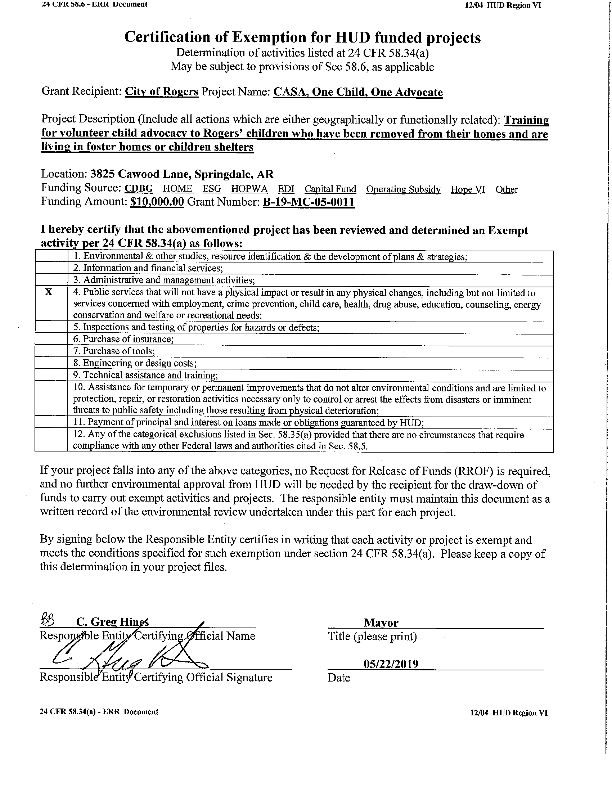 24 CFR 58.6 - ERR Document 12/04 HUD Region VI
Certification of Exemption for HUD funded projects
Determination of activities listed at 24 CFR 58.34(a)
May be subject to provisions of Sec 58.6, as applicable
Grant Recipient: City of Rogers Project Name: CASA, One Child, One Advocate
Project Description (Include all actions which are either geographically or functionally related): Training
for volunteer child advocacy to Rogers' children who have been removed from their homes and are
living in foster homes or children shelters
Location: 3825 Cawood Lane, Springdale, AR
Funding Source: CDBG HOME ESG HOPWA EDI Capital Fund Operating Subsidy Hope VI Other
Funding Amount: $10,000.00 Grant Number: B-19-MC-05-0011
I hereby certify that the abovementioned project has been reviewed and determined an Exempt
activity per 24 CFR 58.34(a) as follows:
1. Environmental & other studies, resource identification & the development of plans & strategies;
2. Information and financial services;
3. Administrative and management activities;
X 4. Public services that will not have a physical impact or result in any physical changes, including but not limited to
services concerned with employment, crime prevention, child care, health, drug abuse, education, counseling, energy
conservation and welfare or recreational needs;
5. Inspections and testing of properties for hazards or defects;
6. Purchase of insurance;
7. Purchase of tools;
8. Engineering or design costs;
9. Technical assistance and training;
10. Assistance for temporary or permanent improvements that do not alter environmental conditions and are limited to
protection, repair, or restoration activities necessary only to control or arrest the effects from disasters or imminent
threats to public safety including those resulting from physical deterioration;
11. Payment of principal and interest on loans made or obligations guaranteed by HUD;
12. Any of the categorical exclusions listed in Sec. 58.35(a) provided that there are no circumstances that require
compliance with any other Federal laws and authorities cited in Sec. 58.5.
If your project falls into any of the above categories, no Request for Release of Funds (RROF) is required,
and no further environmental approval from HUD will be needed by the recipient for the draw-down of
funds to carry out exempt activities and projects. The responsible entity must maintain this document as a
written record of the environmental review undertaken under this part for each project.
By signing below the Responsible Entity certifies in writing that each activity or project is exempt and
meets the conditions specified for such exemption under section 24 CFR 58.34(a). Please keep a copy of
this determination in your project files.
C. Greg Hines Mayor
Responsible Entity Certifying Official Name Title (please print)
05/22/2019
Responsible Entity Certifying Official Signature Date
24 CFR 58.34(a) - ERR Document 12/04 HUD Region VI